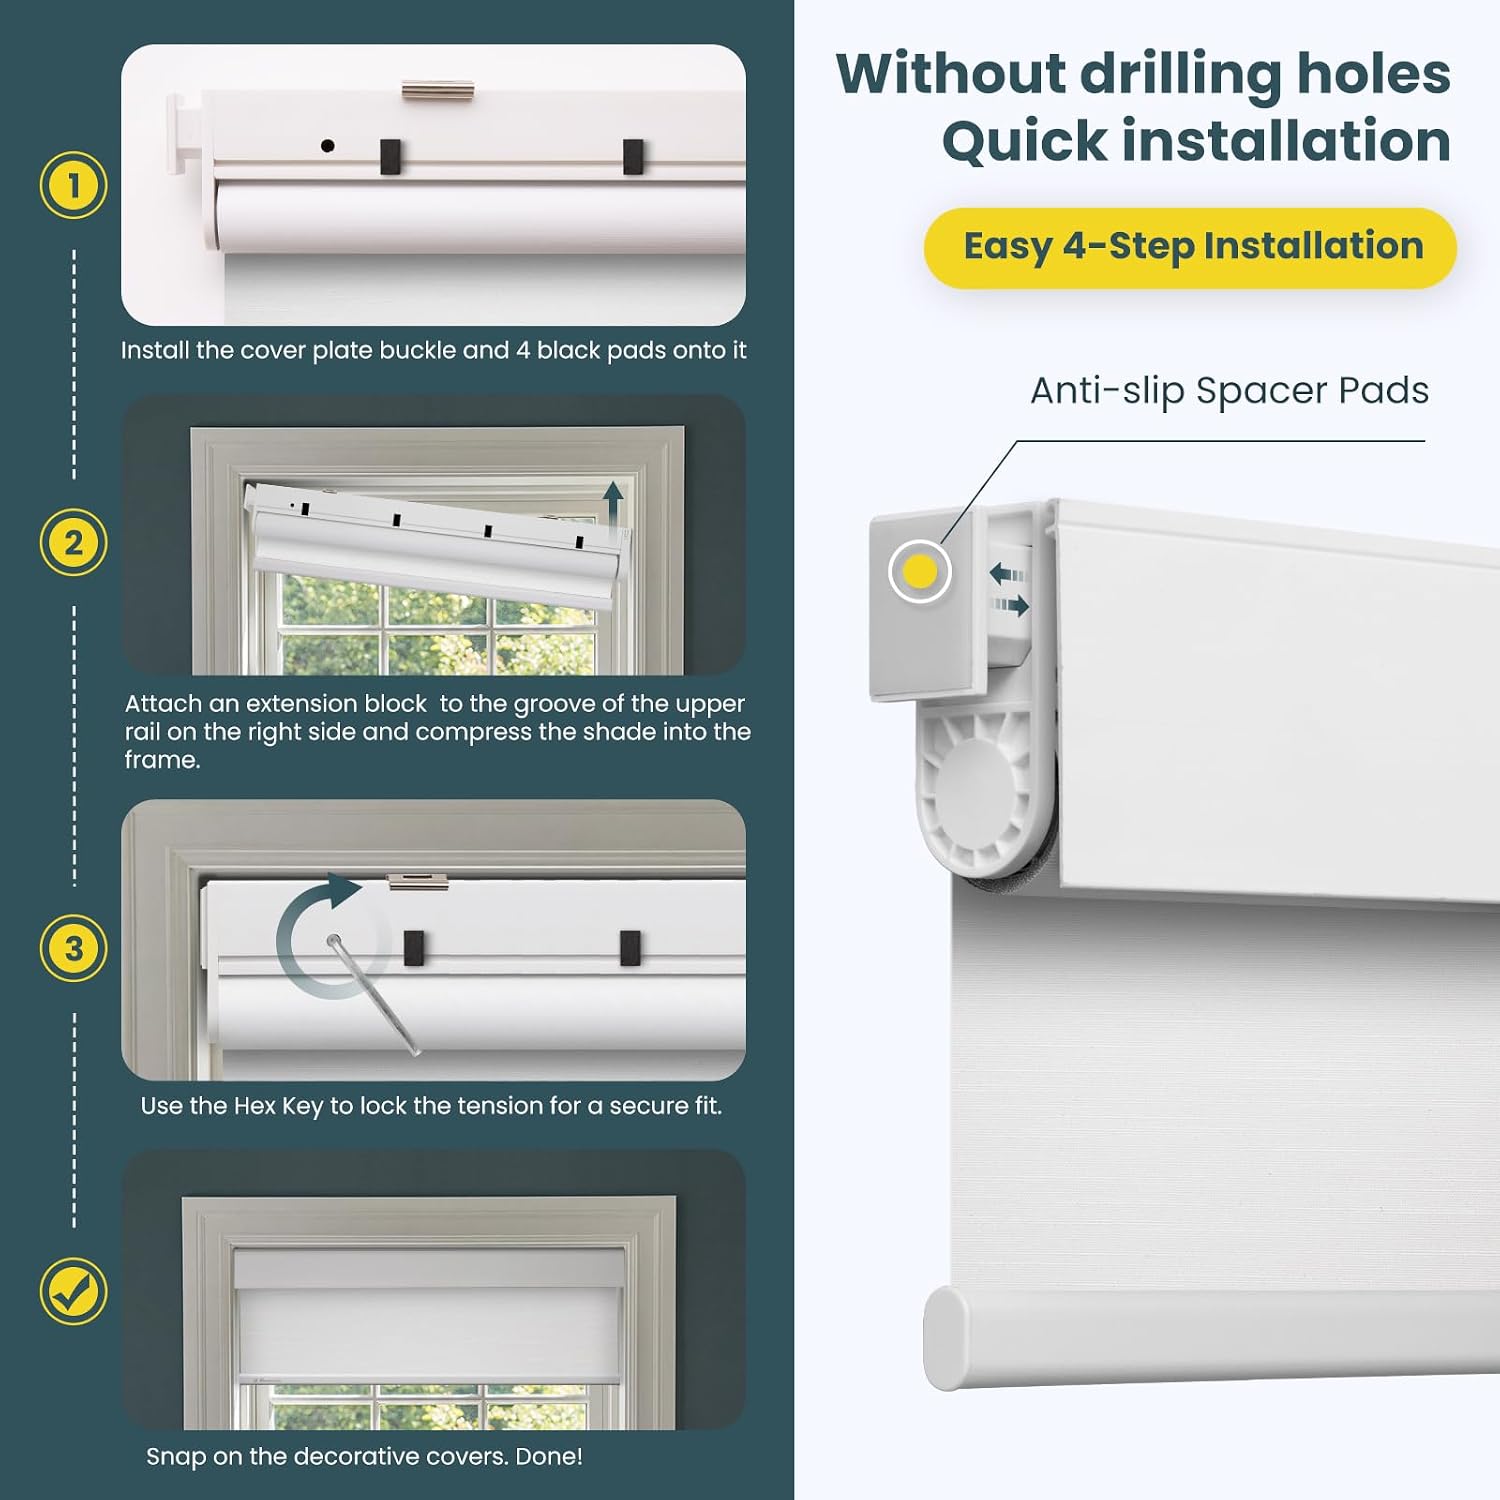 Without drilling holes
Quick installation
Easy 4-Step Installation
Anti-slip Spacer Pads
1
Install the cover plate buckle and 4 black pads onto it
2
Attach an extension block to the groove of the upper
rail on the right side and compress the shade into the
frame.
3
Use the Hex Key to lock the tension for a secure fit.
Snap on the decorative covers. Done!